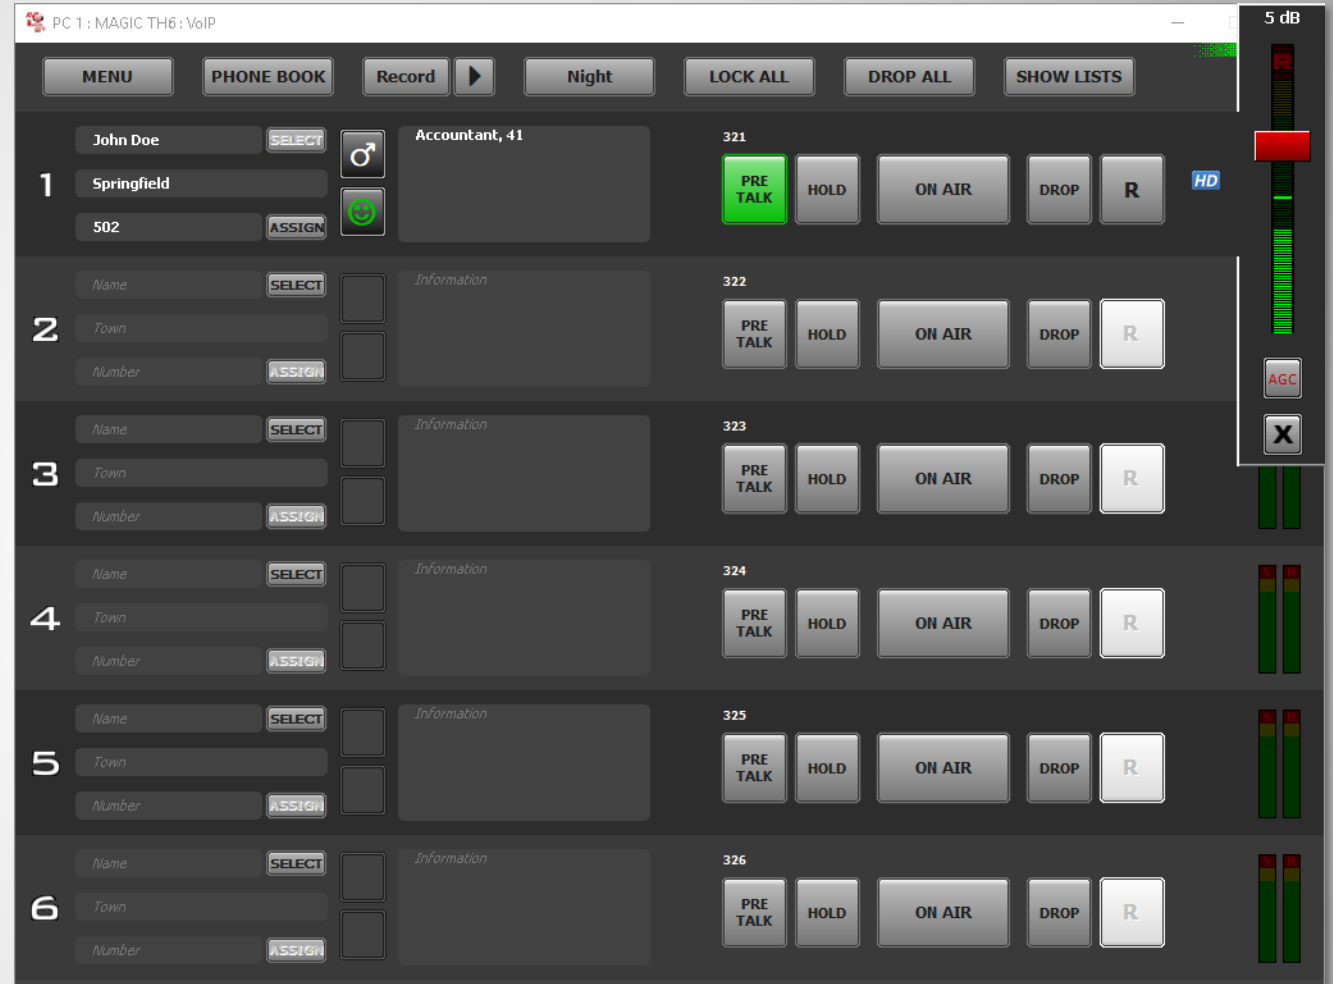 PC 1 : MAGIC TH6 : VoIP
5 dB
MENU PHONE BOOK Record Night LOCK ALL DROP ALL SHOW LISTS
R
John Doe SELECT Accountant, 41 321
Springfield PRE TALK HOLD ON AIR DROP R HD
1
502 ASSIGN
Name SELECT Information 322
2 Town PRE TALK HOLD ON AIR DROP R
Number ASSIGN
AGC
X
Name SELECT Information 323
3 Town PRE TALK HOLD ON AIR DROP R
Number ASSIGN
Name SELECT Information 324 S R
4 Town PRE TALK HOLD ON AIR DROP R
Number ASSIGN
Name SELECT Information 325 S R
5 Town PRE TALK HOLD ON AIR DROP R
Number ASSIGN
Name SELECT Information 326 S R
6 Town PRE TALK HOLD ON AIR DROP R
Number ASSIGN